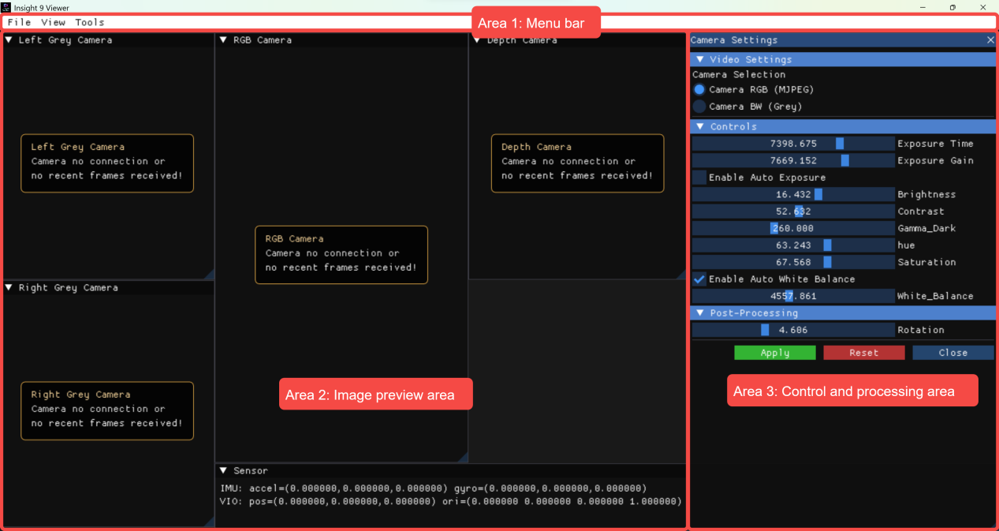 Insight 9 Viewer
File View Tools
Area 1: Menu bar
Left Grey Camera
Left Grey Camera
Camera no connection or
no recent frames received!
Right Grey Camera
Right Grey Camera
Camera no connection or
no recent frames received!
RGB Camera
RGB Camera
Camera no connection or
no recent frames received!
Depth Camera
Depth Camera
Camera no connection or
no recent frames received!
Area 2: Image preview area
Sensor
IMU: accel=(0.000000,0.000000,0.000000) gyro=(0.000000,0.000000,0.000000)
VIO: pos=(0.000000,0.000000,0.000000) ori=(0.000000 0.000000 0.000000 1.000000)
Camera Settings
Video Settings
Camera Selection
Camera RGB (MJPEG)
Camera BW (Grey)
Controls
7398.675 Exposure Time
7669.152 Exposure Gain
Enable Auto Exposure
16.432 Brightness
52.632 Contrast
260.000 Gamma_Dark
63.243 hue
67.568 Saturation
Enable Auto White Balance
4557.861 White_Balance
Post-Processing
4.606 Rotation
Apply Reset Close
Area 3: Control and processing area